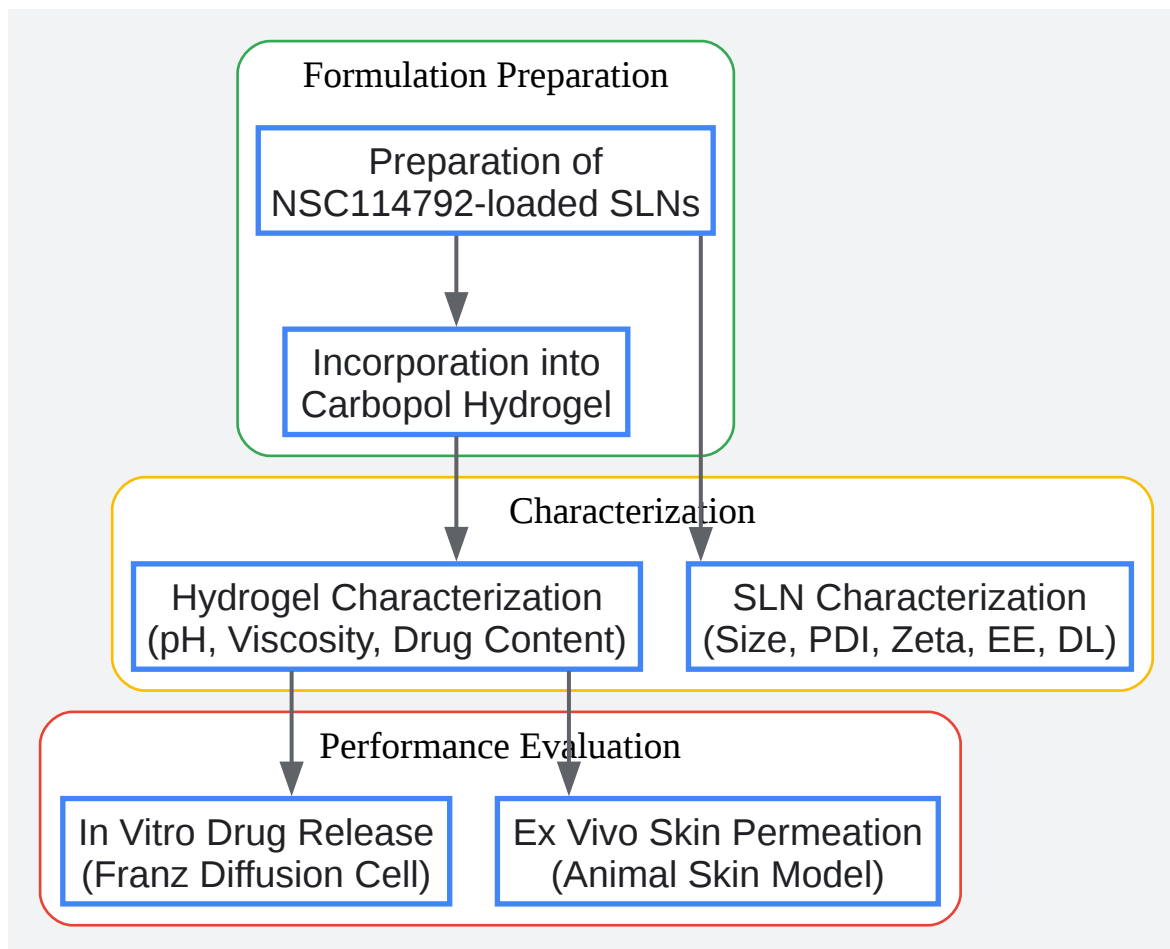 Formulation Preparation
Preparation of
NSC114792-loaded SLNs
Incorporation into
Carbopol Hydrogel
Characterization
Hydrogel Characterization
(pH, Viscosity, Drug Content)
SLN Characterization
(Size, PDI, Zeta, EE, DL)
Performance Evaluation
In Vitro Drug Release
(Franz Diffusion Cell)
Ex Vivo Skin Permeation
(Animal Skin Model)